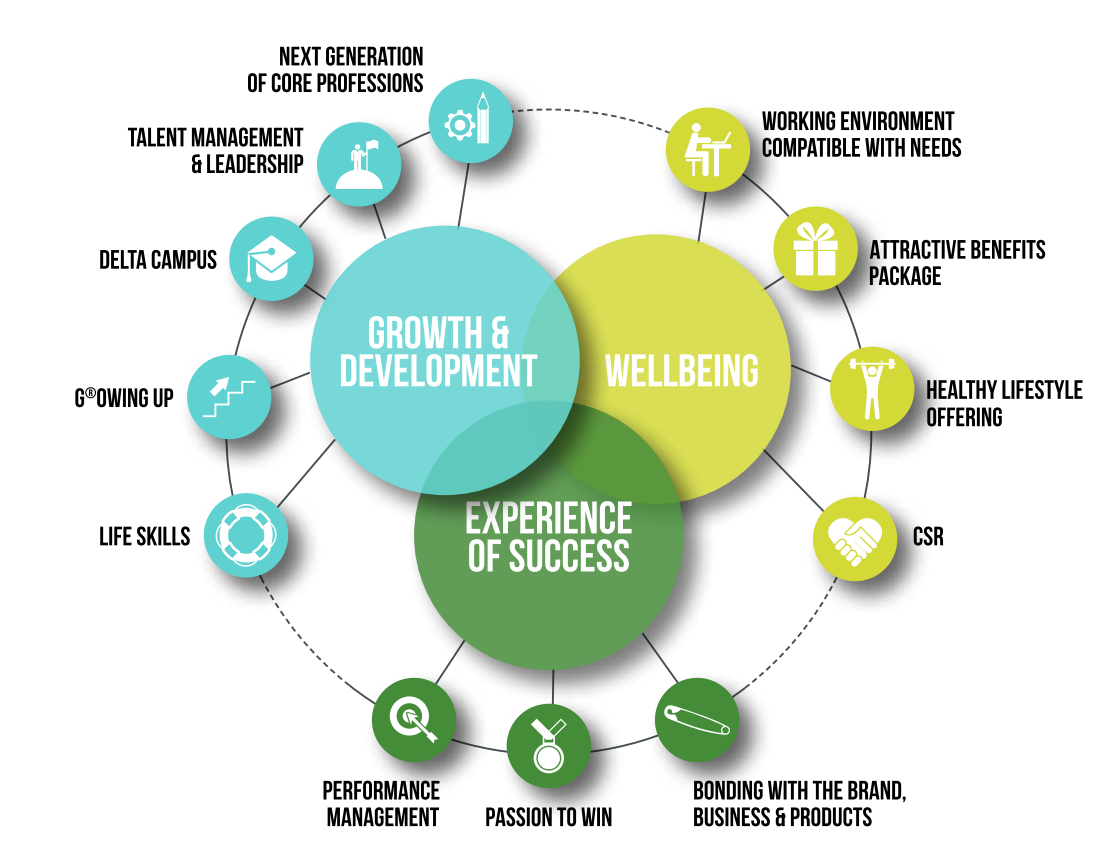 NEXT GENERATION
OF CORE PROFESSIONS
TALENT MANAGEMENT
& LEADERSHIP
DELTA CAMPUS
G®OWING UP
LIFE SKILLS
GROWTH &
DEVELOPMENT
WELLBEING
EXPERIENCE
OF SUCCESS
WORKING ENVIRONMENT
COMPATIBLE WITH NEEDS
ATTRACTIVE BENEFITS
PACKAGE
HEALTHY LIFESTYLE
OFFERING
CSR
PERFORMANCE
MANAGEMENT
PASSION TO WIN
BONDING WITH THE BRAND,
BUSINESS & PRODUCTS